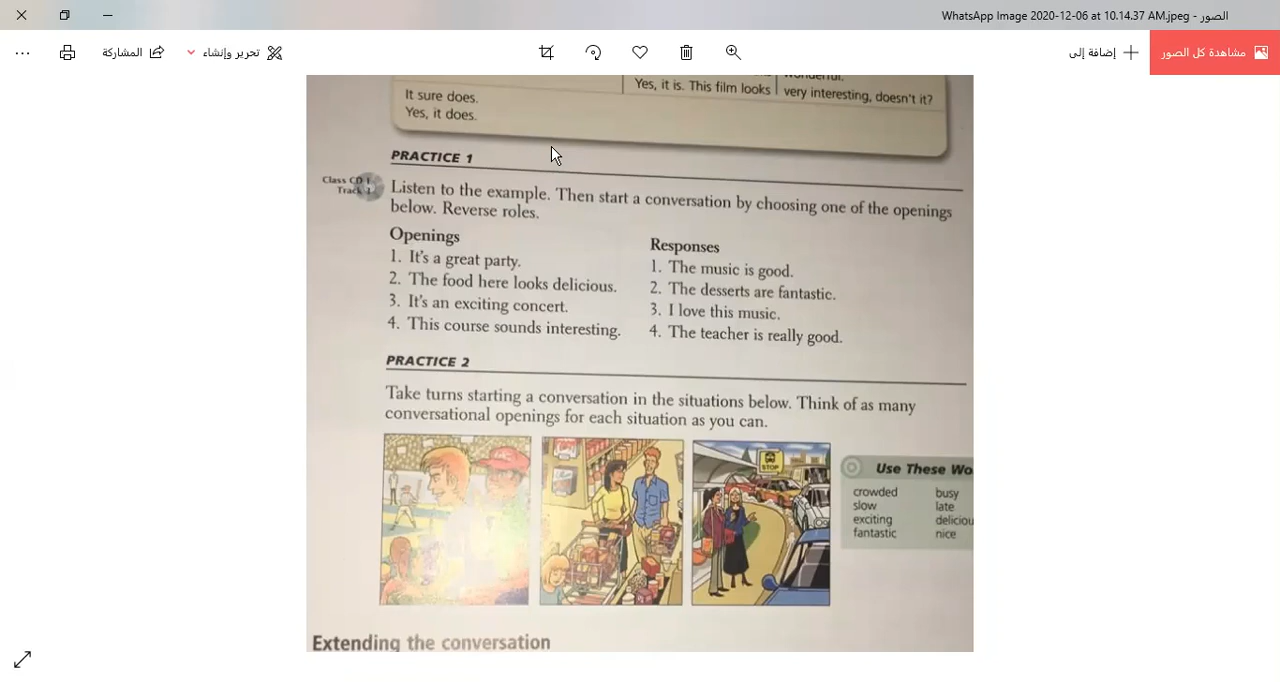 WhatsApp Image 2020-12-06 at 10.14.37 AM.jpeg - الصور
مشاهدة كل الصور
إضافة إلى
تحرير وإنشاء
المشاركة
Yes, it is. This film looks
wonderful.
very interesting, doesn't it?
It sure does.
Yes, it does.
PRACTICE 1
Class CD 1
Track
Listen to the example. Then start a conversation by choosing one of the openings
below. Reverse roles.
Openings
1. It's a great party.
2. The food here looks delicious.
3. It's an exciting concert.
4. This course sounds interesting.
Responses
1. The music is good.
2. The desserts are fantastic.
3. I love this music.
4. The teacher is really good.
PRACTICE 2
Take turns starting a conversation in the situations below. Think of as many
conversational openings for each situation as you can.
STOP
Use These Wo
crowded
slow
exciting
fantastic
busy
late
deliciou
nice
Extending the conversation